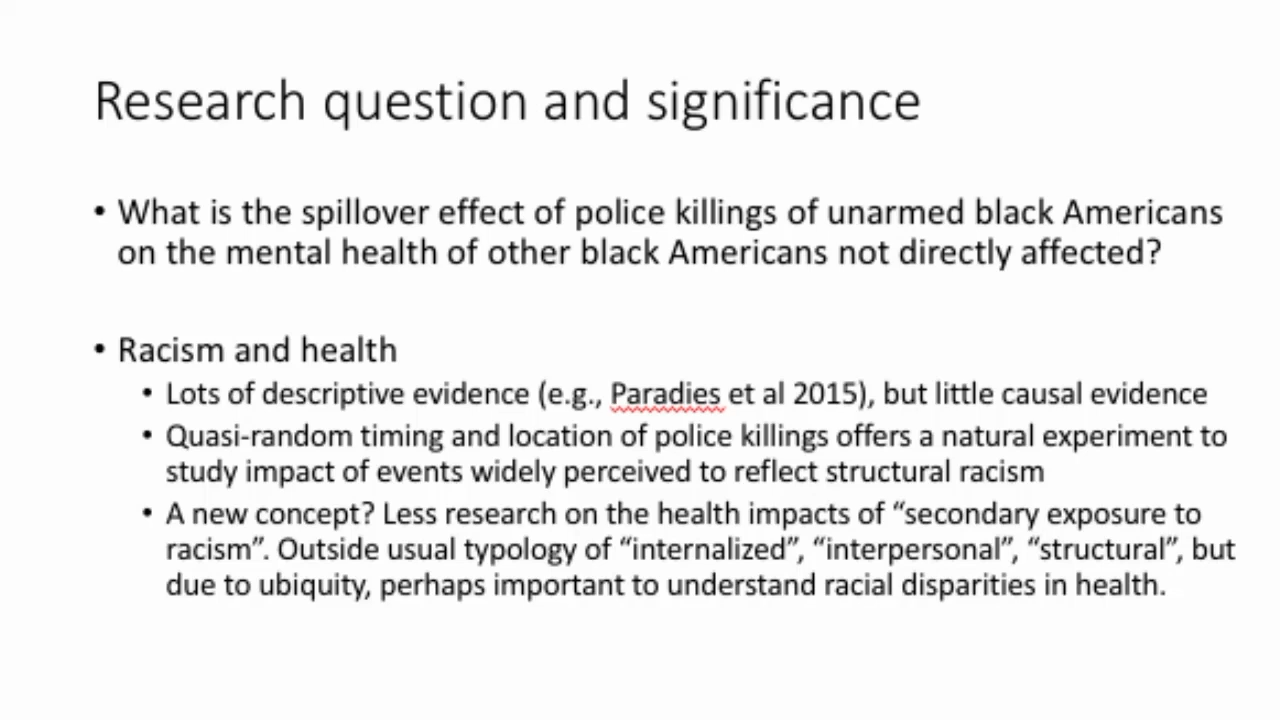 Research question and significance
• What is the spillover effect of police killings of unarmed black Americans
on the mental health of other black Americans not directly affected?
• Racism and health
• Lots of descriptive evidence (e.g., Paradies et al 2015), but little causal evidence
• Quasi-random timing and location of police killings offers a natural experiment to
study impact of events widely perceived to reflect structural racism
• A new concept? Less research on the health impacts of “secondary exposure to
racism”. Outside usual typology of “internalized”, “interpersonal”, “structural”, but
due to ubiquity, perhaps important to understand racial disparities in health.